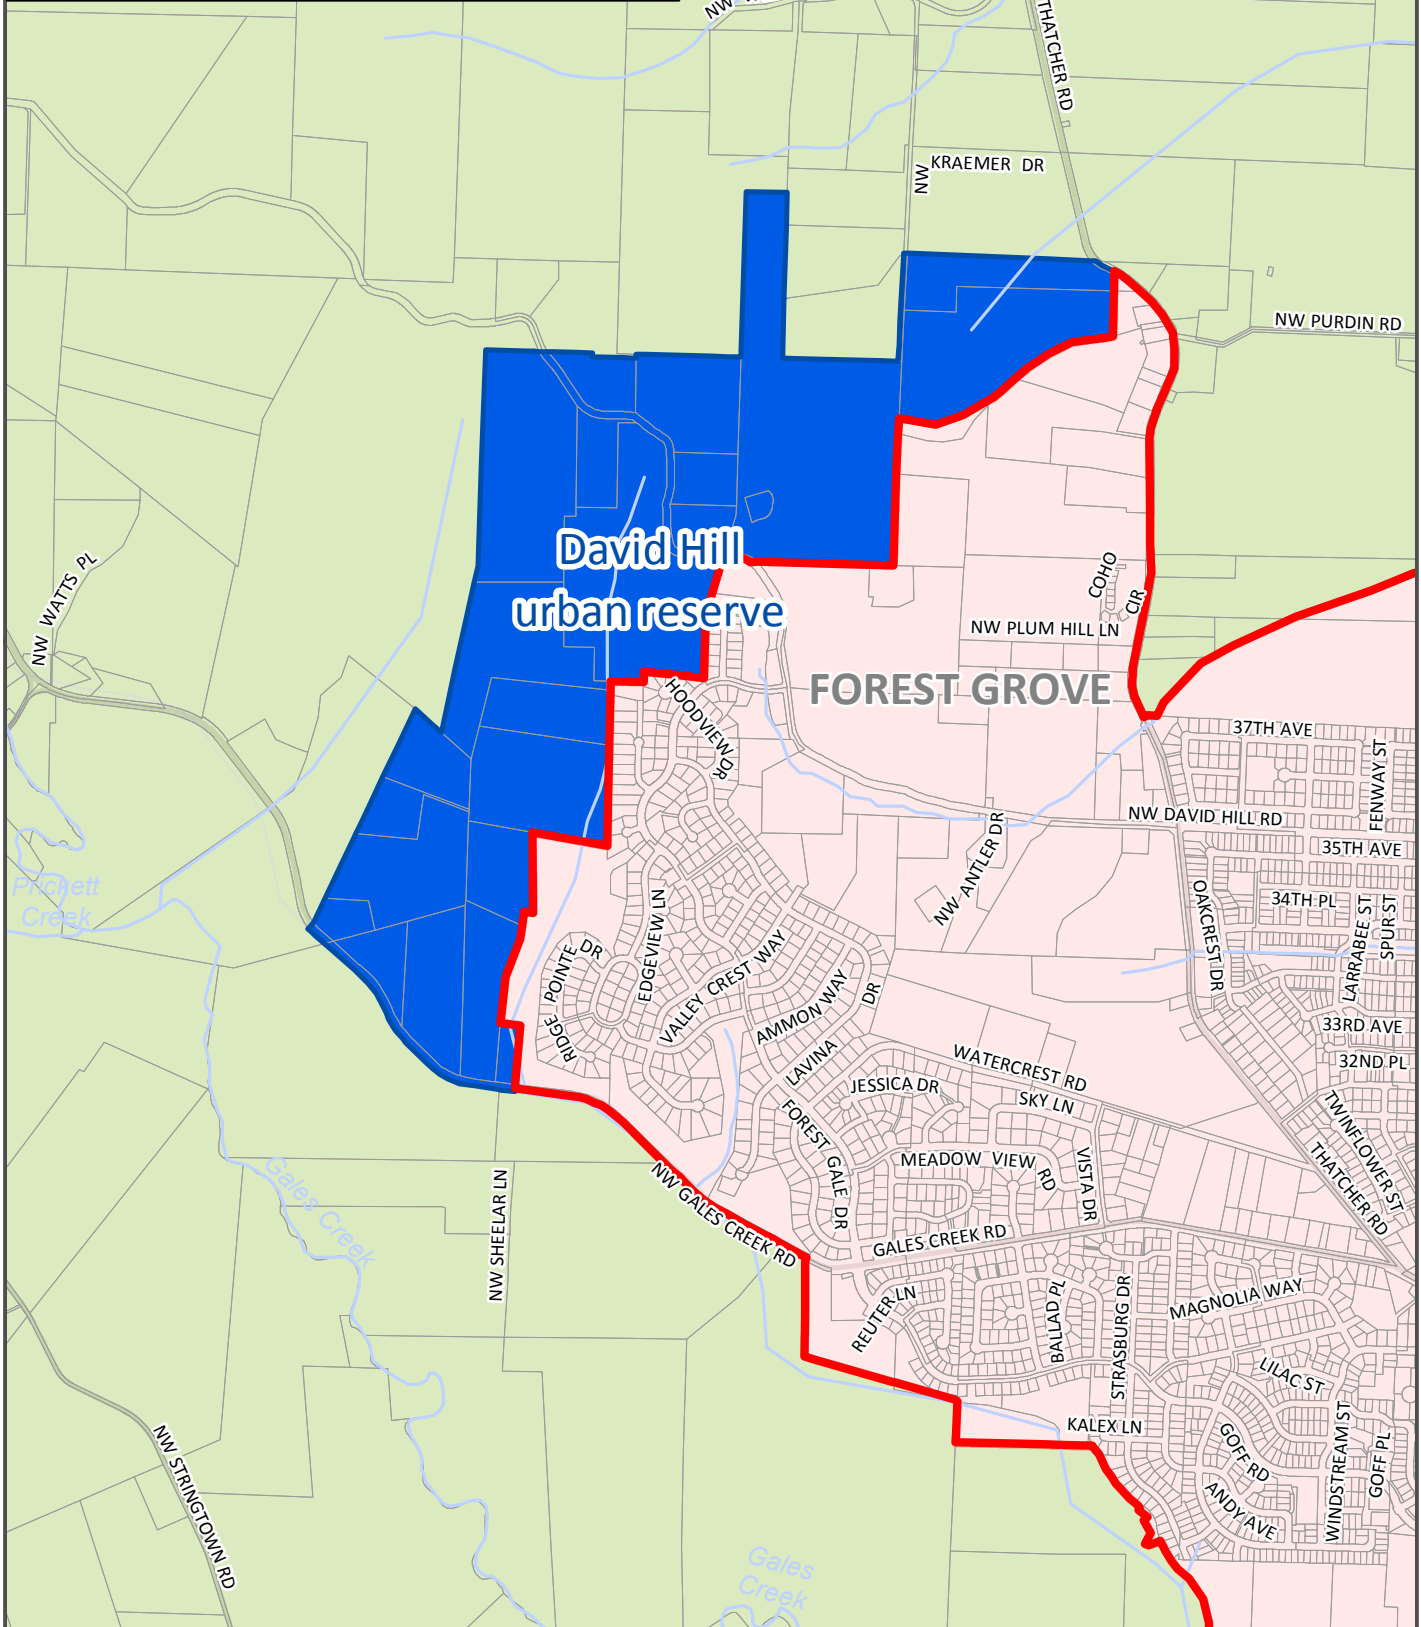 THATCHER RD
NW
KRAEMER DR
NW
NW PURDIN RD
David Hill
urban reserve
NW WATTS PL
COHO
CIR
NW PLUM HILL LN
FOREST GROVE
HOODVIEW
DR
37TH AVE
FENWAY ST
NW DAVID HILL RD
35TH AVE
NW ANTLER DR
34TH PL
OAKCREST DR
LARRABEE ST
SPUR ST
Prickett
Creek
EDGEVIEW LN
RIDGE POINTE
DR
VALLEY CREST WAY
AMMON WAY
LAVINA
DR
33RD AVE
32ND PL
WATERCREST RD
JESSICA DR
SKY LN
TWINFLOWER ST
THATCHER RD
FOREST GALE DR
MEADOW VIEW
RD
VISTA DR
Gales Creek
NW SHEELAR LN
NW GALES CREEK RD
GALES CREEK RD
REUTER LN
BALLAD PL
STRASBURG DR
MAGNOLIA WAY
LILAC ST
KALEX LN
GOFF RD
WINDSTREAM ST
GOFF PL
ANDY AVE
NW STRINGTOWN RD
Gales
Creek